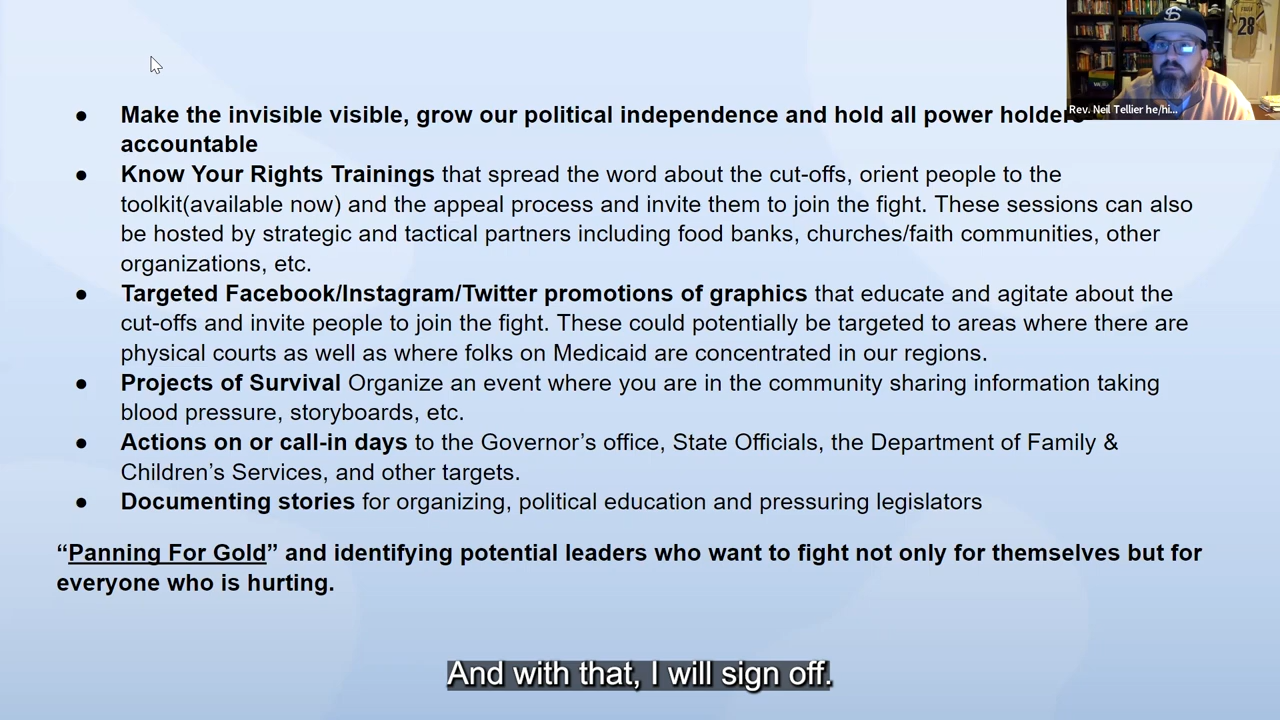 28
Rev. Neil Tellier he/hi...
● Make the invisible visible, grow our political independence and hold all power holders
accountable
● Know Your Rights Trainings that spread the word about the cut-offs, orient people to the
toolkit(available now) and the appeal process and invite them to join the fight. These sessions can also
be hosted by strategic and tactical partners including food banks, churches/faith communities, other
organizations, etc.
● Targeted Facebook/Instagram/Twitter promotions of graphics that educate and agitate about the
cut-offs and invite people to join the fight. These could potentially be targeted to areas where there are
physical courts as well as where folks on Medicaid are concentrated in our regions.
● Projects of Survival Organize an event where you are in the community sharing information taking
blood pressure, storyboards, etc.
● Actions on or call-in days to the Governor’s office, State Officials, the Department of Family &
Children’s Services, and other targets.
● Documenting stories for organizing, political education and pressuring legislators
“Panning For Gold” and identifying potential leaders who want to fight not only for themselves but for
everyone who is hurting.
And with that, I will sign off.